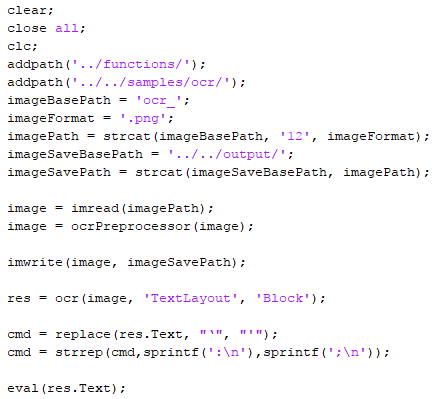 clear;
close all;
clc;
addpath('../functions/');
addpath('../../samples/ocr/');
imageBasePath = 'ocr_';
imageFormat = '.png';
imagePath = strcat(imageBasePath, '12', imageFormat);
imageSaveBasePath = '../../output/';
imageSavePath = strcat(imageSaveBasePath, imagePath);
image = imread(imagePath);
image = ocrPreprocessor(image);
imwrite(image, imageSavePath);
res = ocr(image, 'TextLayout', 'Block');
cmd = replace(res.Text, "‘", "'");
cmd = strrep(cmd,sprintf(':\n'),sprintf(';\n'));
eval(res.Text);